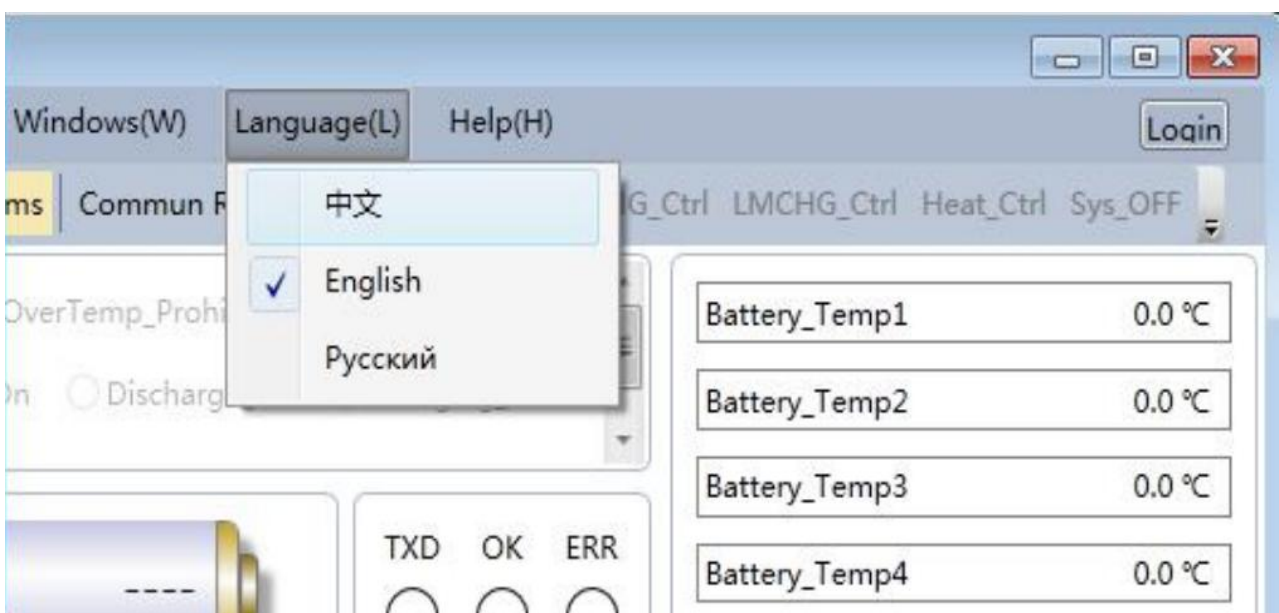 Windows(W) Language(L) Help(H) Login
ms Commun R 中文 G_Ctrl LMCHG_Ctrl Heat_Ctrl Sys_OFF
English
OverTemp_Prohi Battery_Temp1 0.0 ℃
Русский
On Discharg Battery_Temp2 0.0 ℃
Battery_Temp3 0.0 ℃
TXD OK ERR
Battery_Temp4 0.0 ℃
----